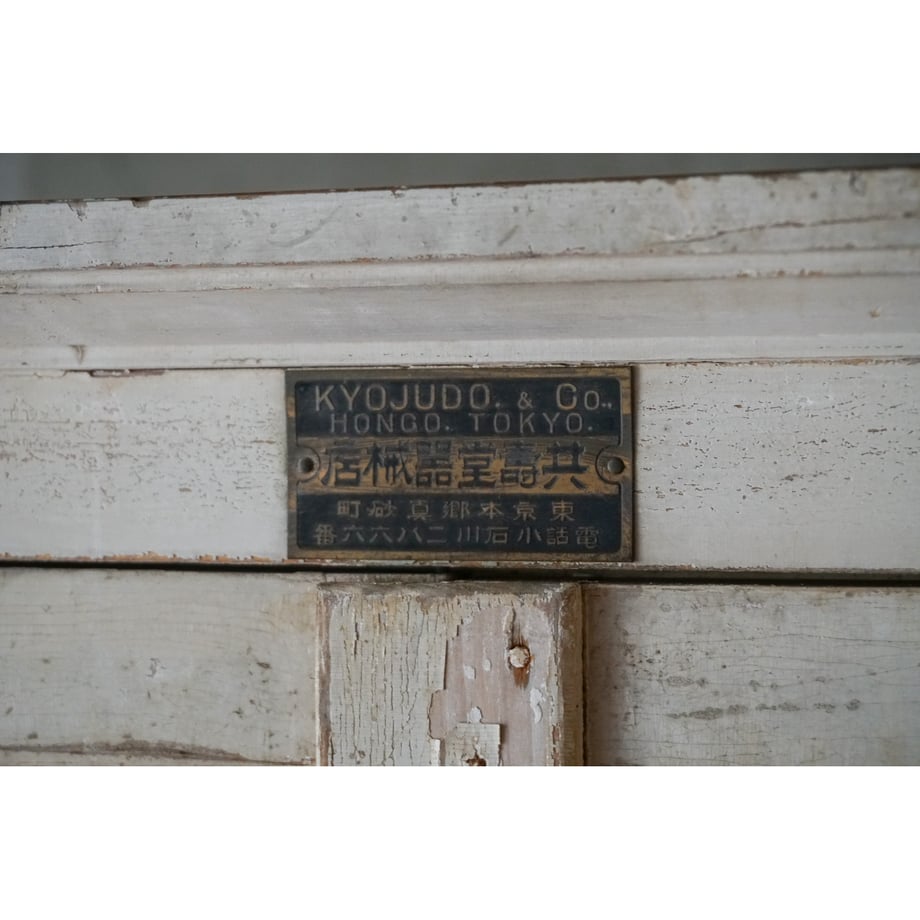 KYOJUDO. & Co.,
HONGO. TOKYO.
共壽堂器械店
東京本郷真砂町
電話小石川二八六六番